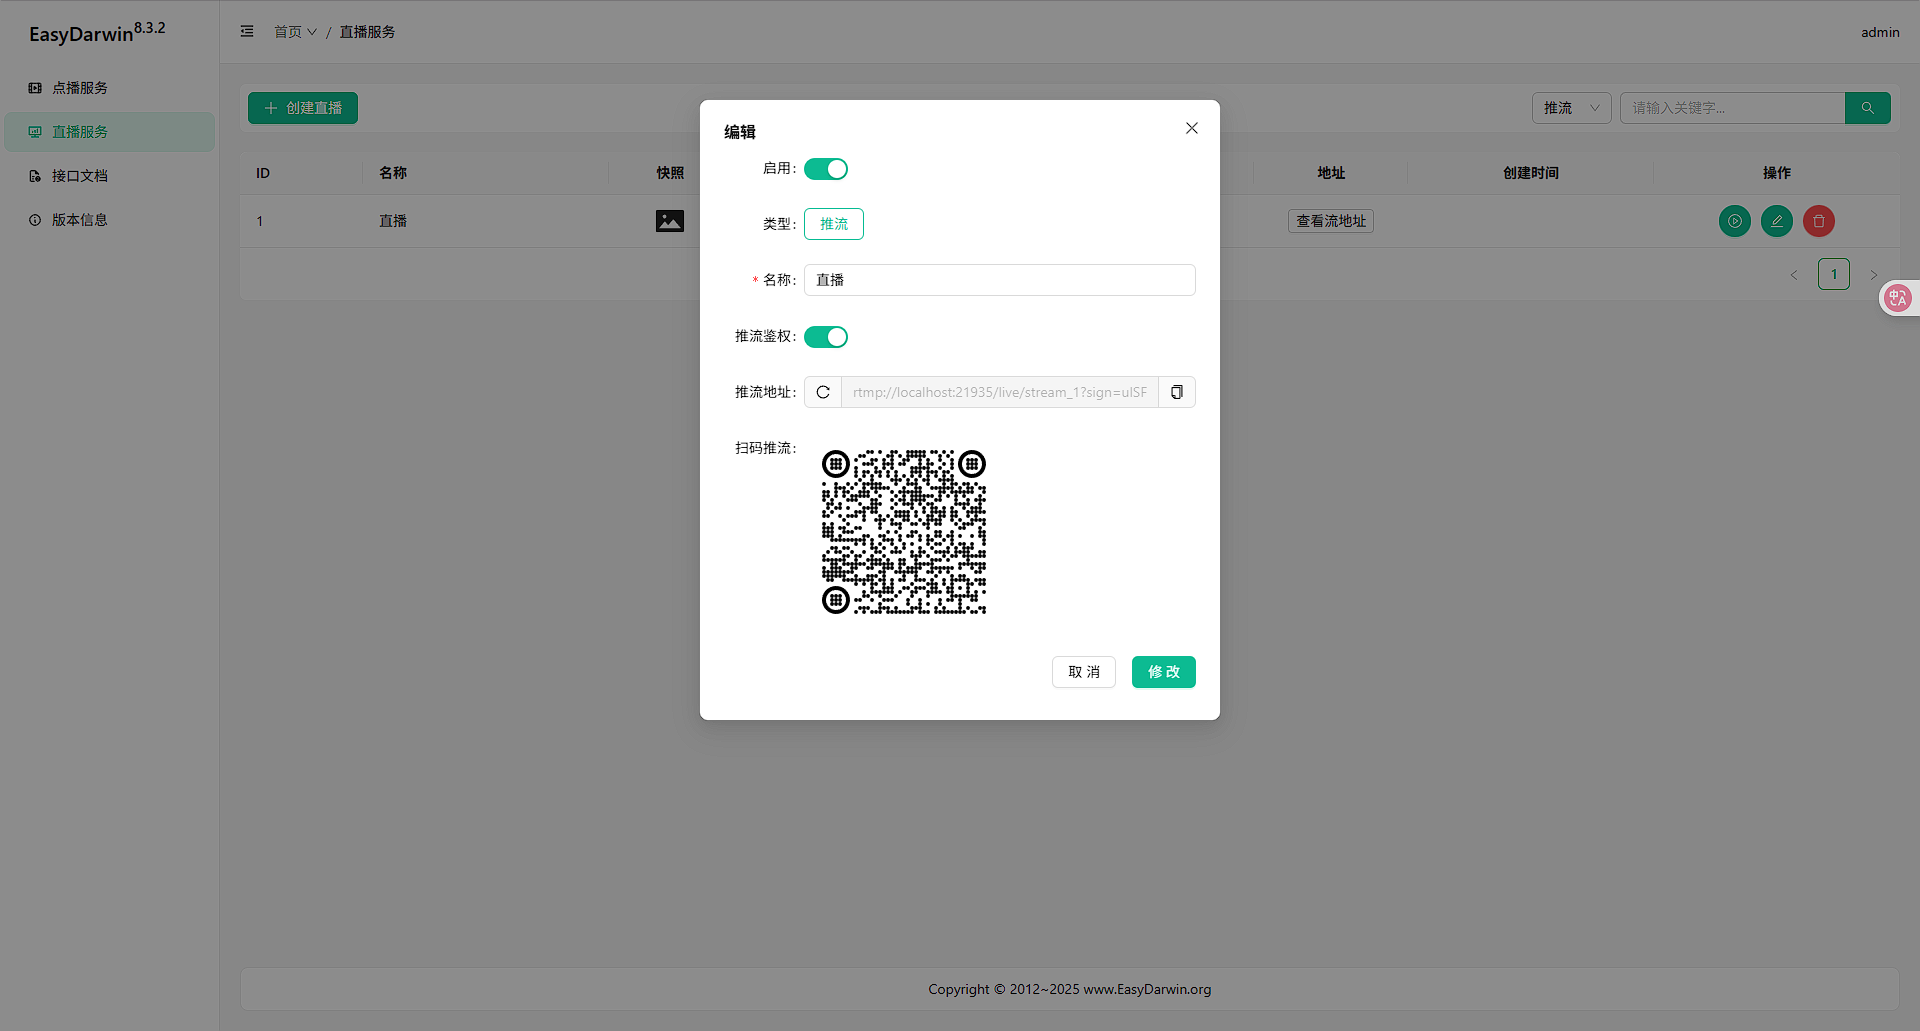 EasyDarwin8.3.2
点播服务
直播服务
接口文档
版本信息
首页 / 直播服务
admin
创建直播
推流
请输入关键字...
ID 名称 快照 地址 创建时间 操作
1 直播 查看流地址
1
编辑
启用:
类型: 推流
* 名称: 直播
推流鉴权:
推流地址: rtmp://localhost:21935/live/stream_1?sign=
扫码推流:
取 消 修 改
中A
Copyright © 2012~2025 www.EasyDarwin.org